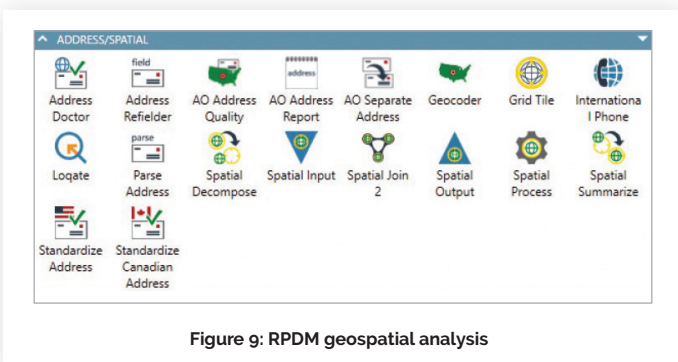 ADDRESS/SPATIAL
field
address
Address Doctor
Address Refielder
AO Address Quality
AO Address Report
AO Separate Address
Geocoder
Grid Tile
Internationa
l Phone
parse
Loqate
Parse Address
Spatial Decompose
Spatial Input
Spatial Join 2
Spatial Output
Spatial Process
Spatial Summarize
Standardize Address
Standardize Canadian Address
Figure 9: RPDM geospatial analysis